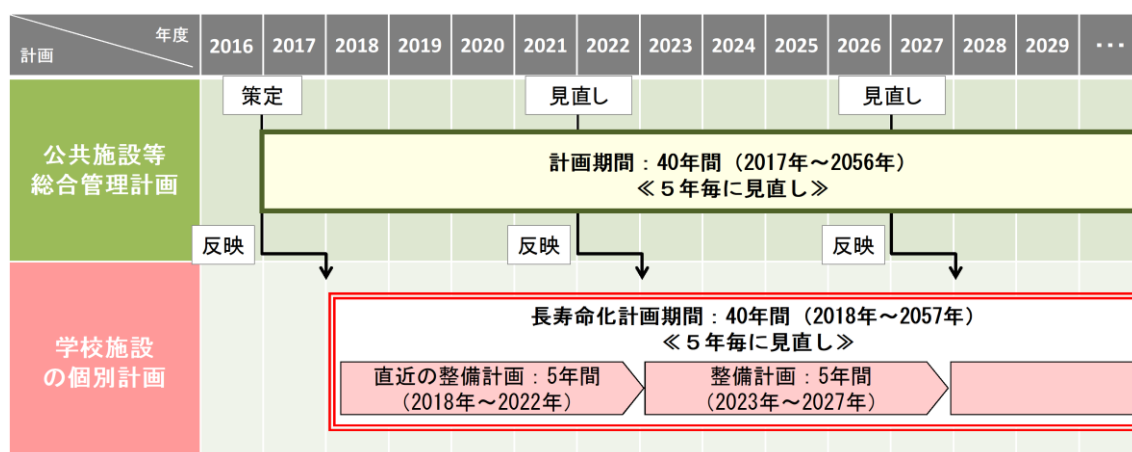 年度
計画
2016 2017 2018 2019 2020 2021 2022 2023 2024 2025 2026 2027 2028 2029 ･･･
策定 見直し 見直し
公共施設等
総合管理計画
計画期間：40年間（2017年～2056年）
≪５年毎に見直し≫
反映 反映 反映
学校施設
の個別計画
長寿命化計画期間：40年間（2018年～2057年）
≪５年毎に見直し≫
直近の整備計画：5年間
（2018年～2022年）
整備計画：5年間
（2023年～2027年）